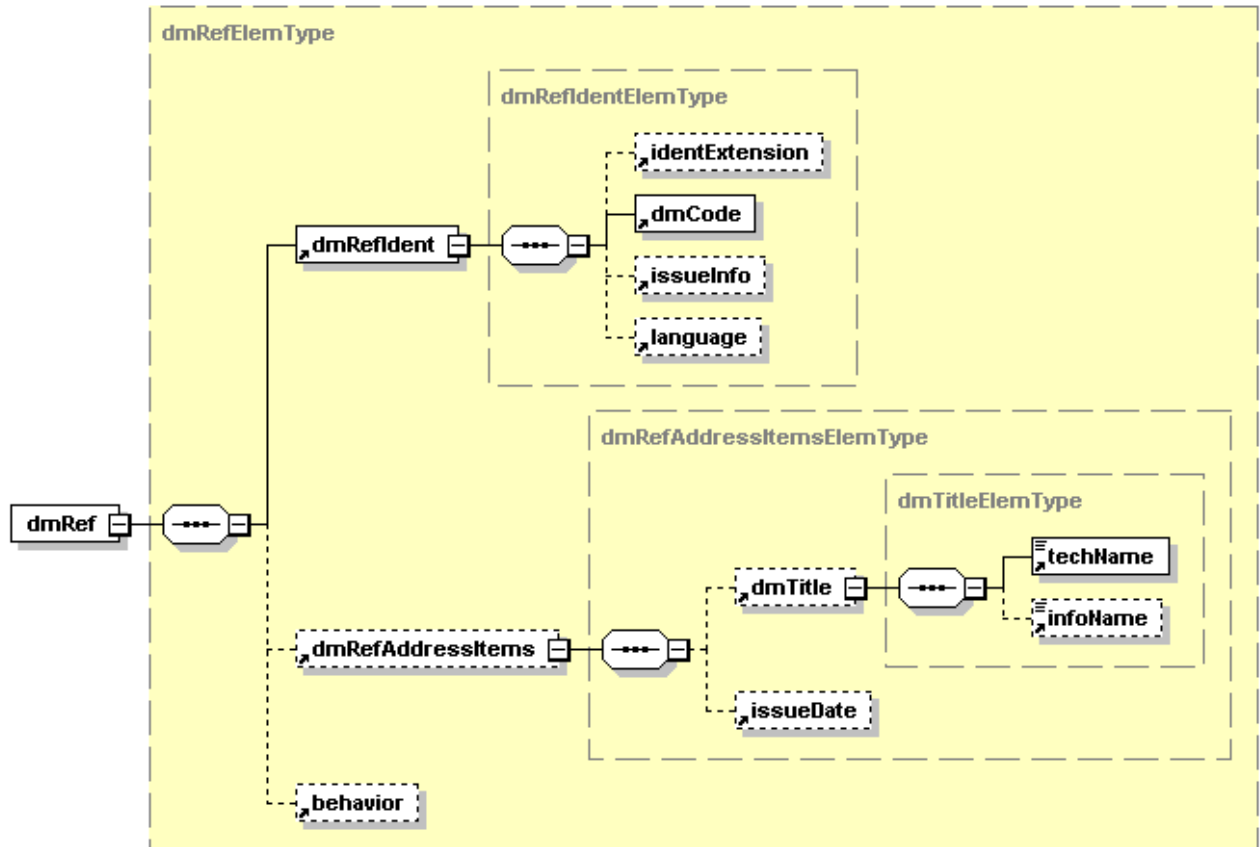 dmRefElemType
dmRefIdentElemType
identExtension
dmCode
dmRefIdent
issueInfo
language
dmRefAddressItemsElemType
dmTitleElemType
dmRef
techName
dmTitle
infoName
dmRefAddressItems
issueDate
behavior